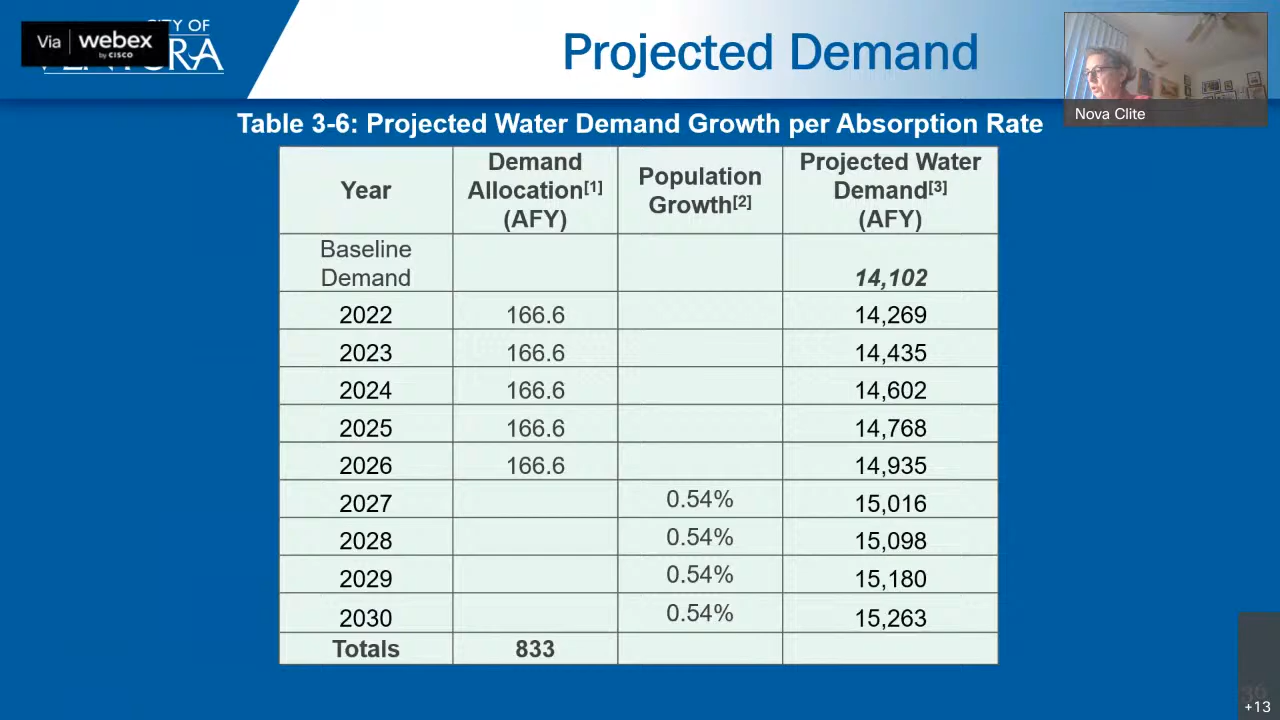 Via webex
by CISCO
CITY OF
VENTURA
Projected Demand
Nova Clite
Table 3-6: Projected Water Demand Growth per Absorption Rate
Year Demand Allocation[1] (AFY) Population Growth[2] Projected Water Demand[3] (AFY)
Baseline Demand 14,102
2022 166.6 14,269
2023 166.6 14,435
2024 166.6 14,602
2025 166.6 14,768
2026 166.6 14,935
2027 0.54% 15,016
2028 0.54% 15,098
2029 0.54% 15,180
2030 0.54% 15,263
Totals 833
+13